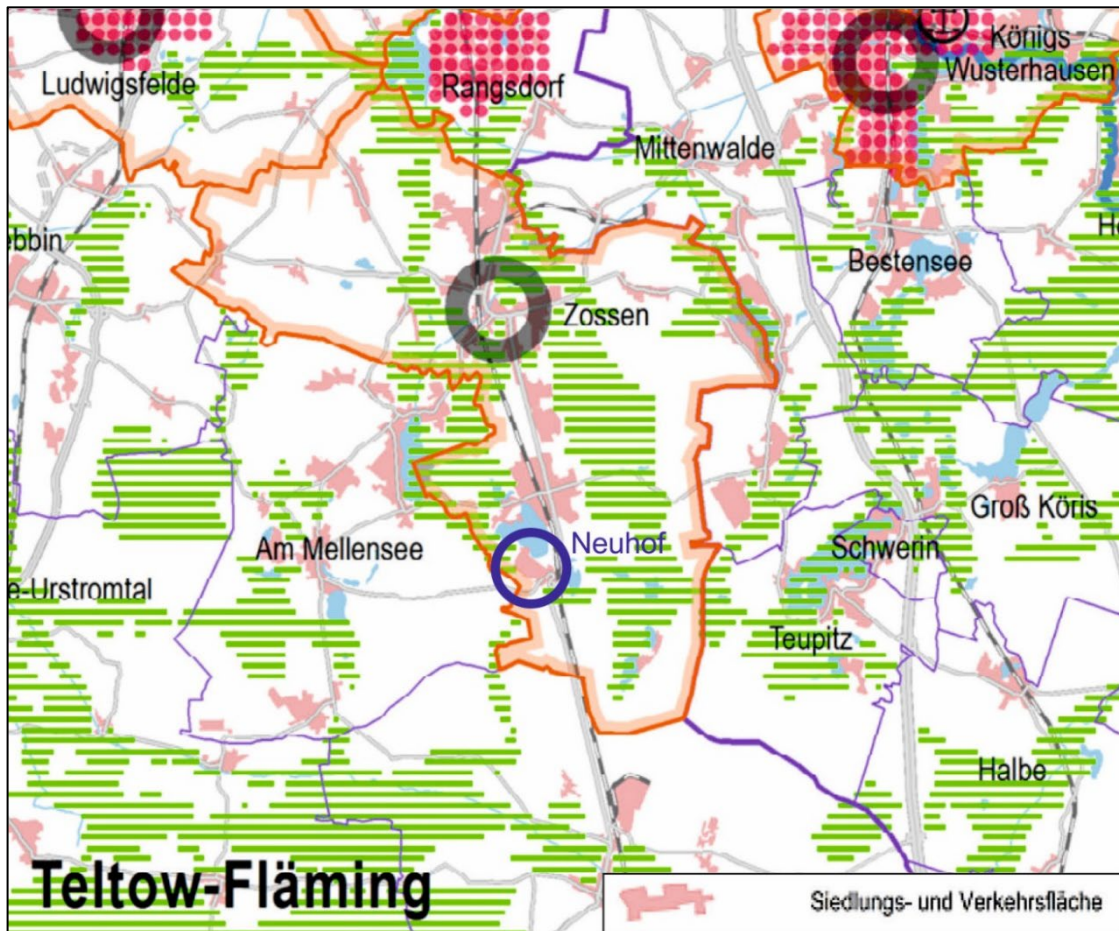 Ludwigsfelde
Rangsdorf
Königs
Wusterhausen
Mittenwalde
ebbin
He
Bestensee
Zossen
Groß Köris
Neuhof
Am Mellensee
Schwerin
e-Urstromtal
Teupitz
Halbe
Teltow-Fläming
Siedlungs- und Verkehrsfläche